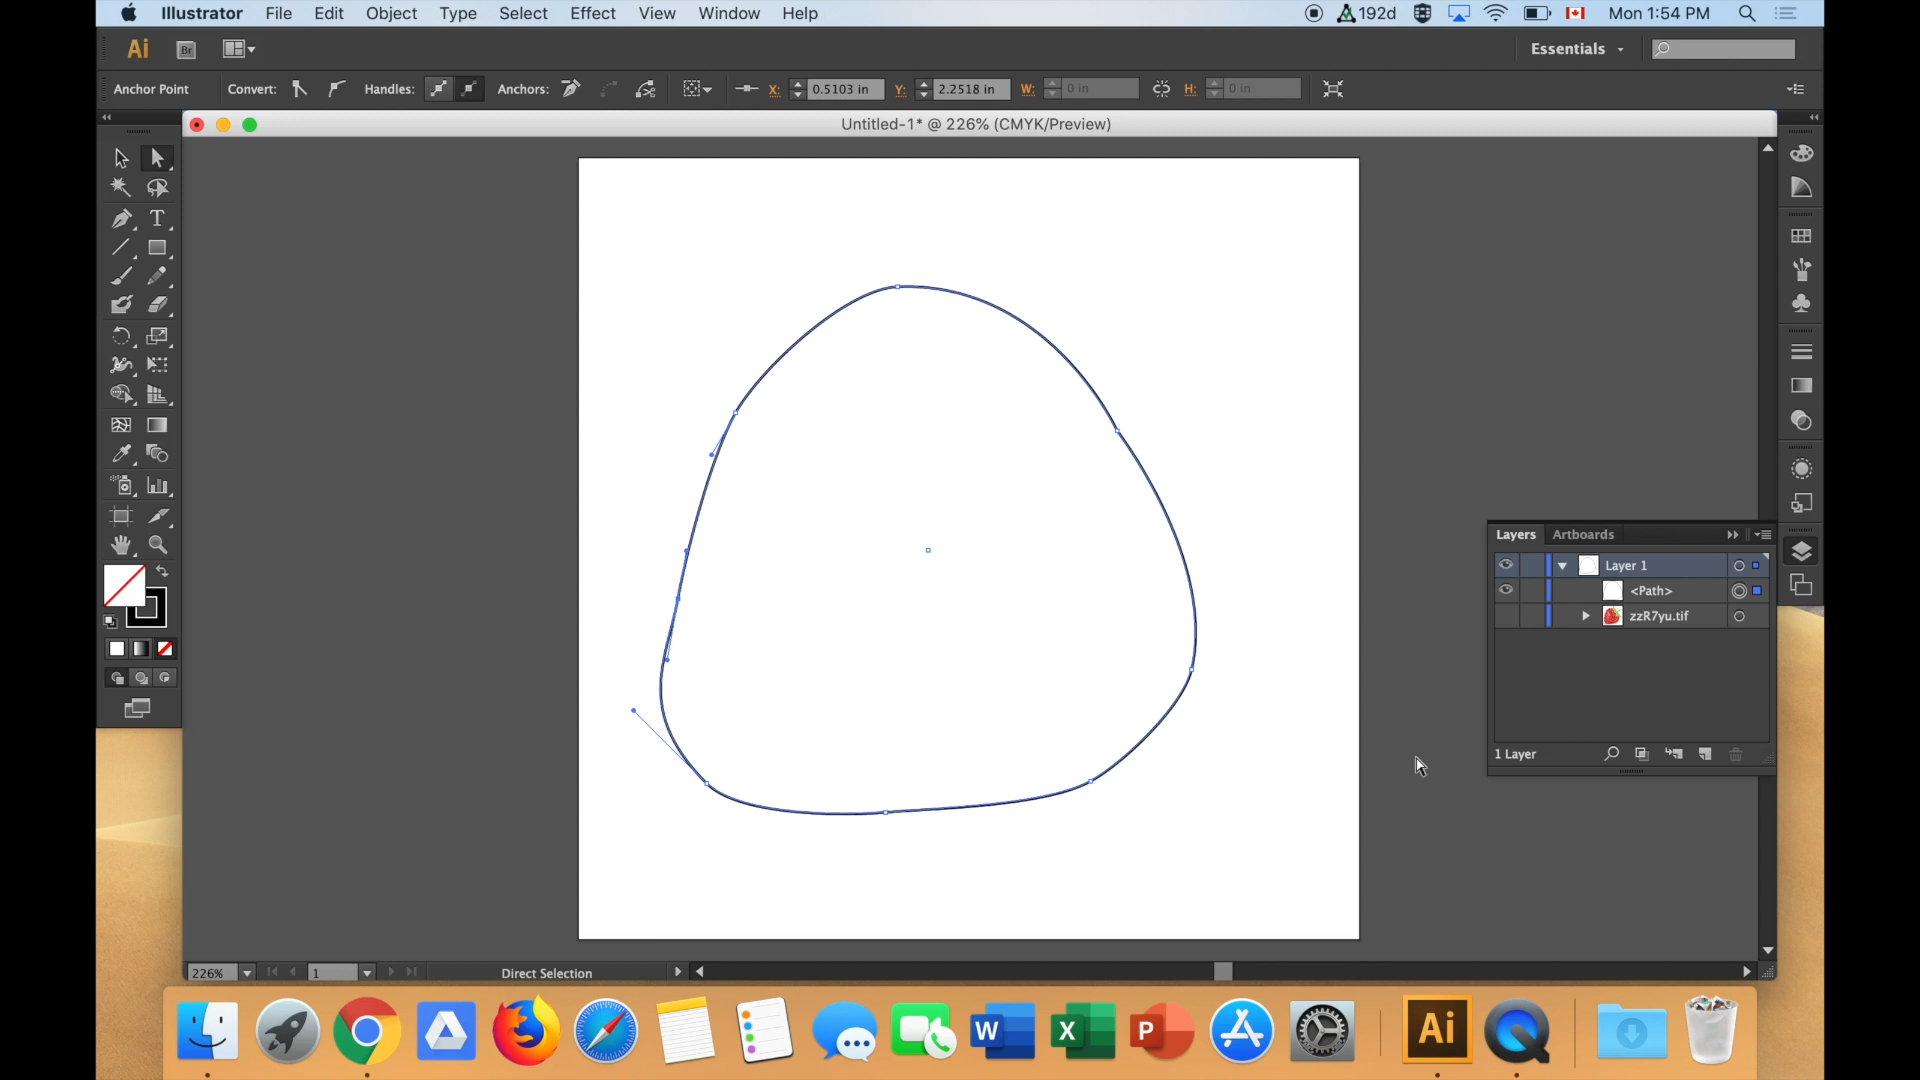 Illustrator File Edit Object Type Select Effect View Window Help 192d Mon 1:54 PM
Ai Br Essentials
Anchor Point Convert: Handles: Anchors: X: 0.5103 in Y: 2.2518 in W: 0 in H: 0 in
Untitled-1* @ 226% (CMYK/Preview)
T
Layers Artboards
Layer 1
<Path>
zzR7yu.tif
1 Layer
226% 1 Direct Selection
W X P Ai